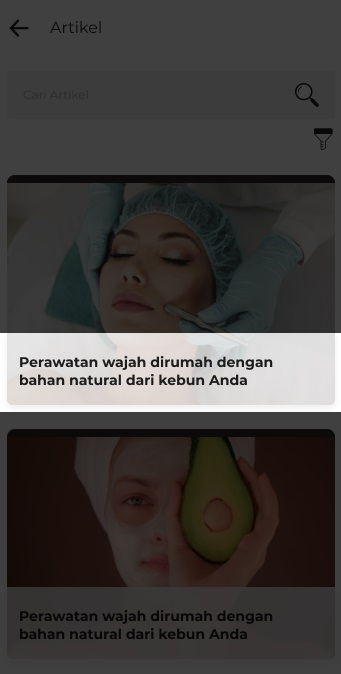 Artikel
Cari Artikel
Perawatan wajah dirumah dengan
bahan natural dari kebun Anda
Perawatan wajah dirumah dengan
bahan natural dari kebun Anda